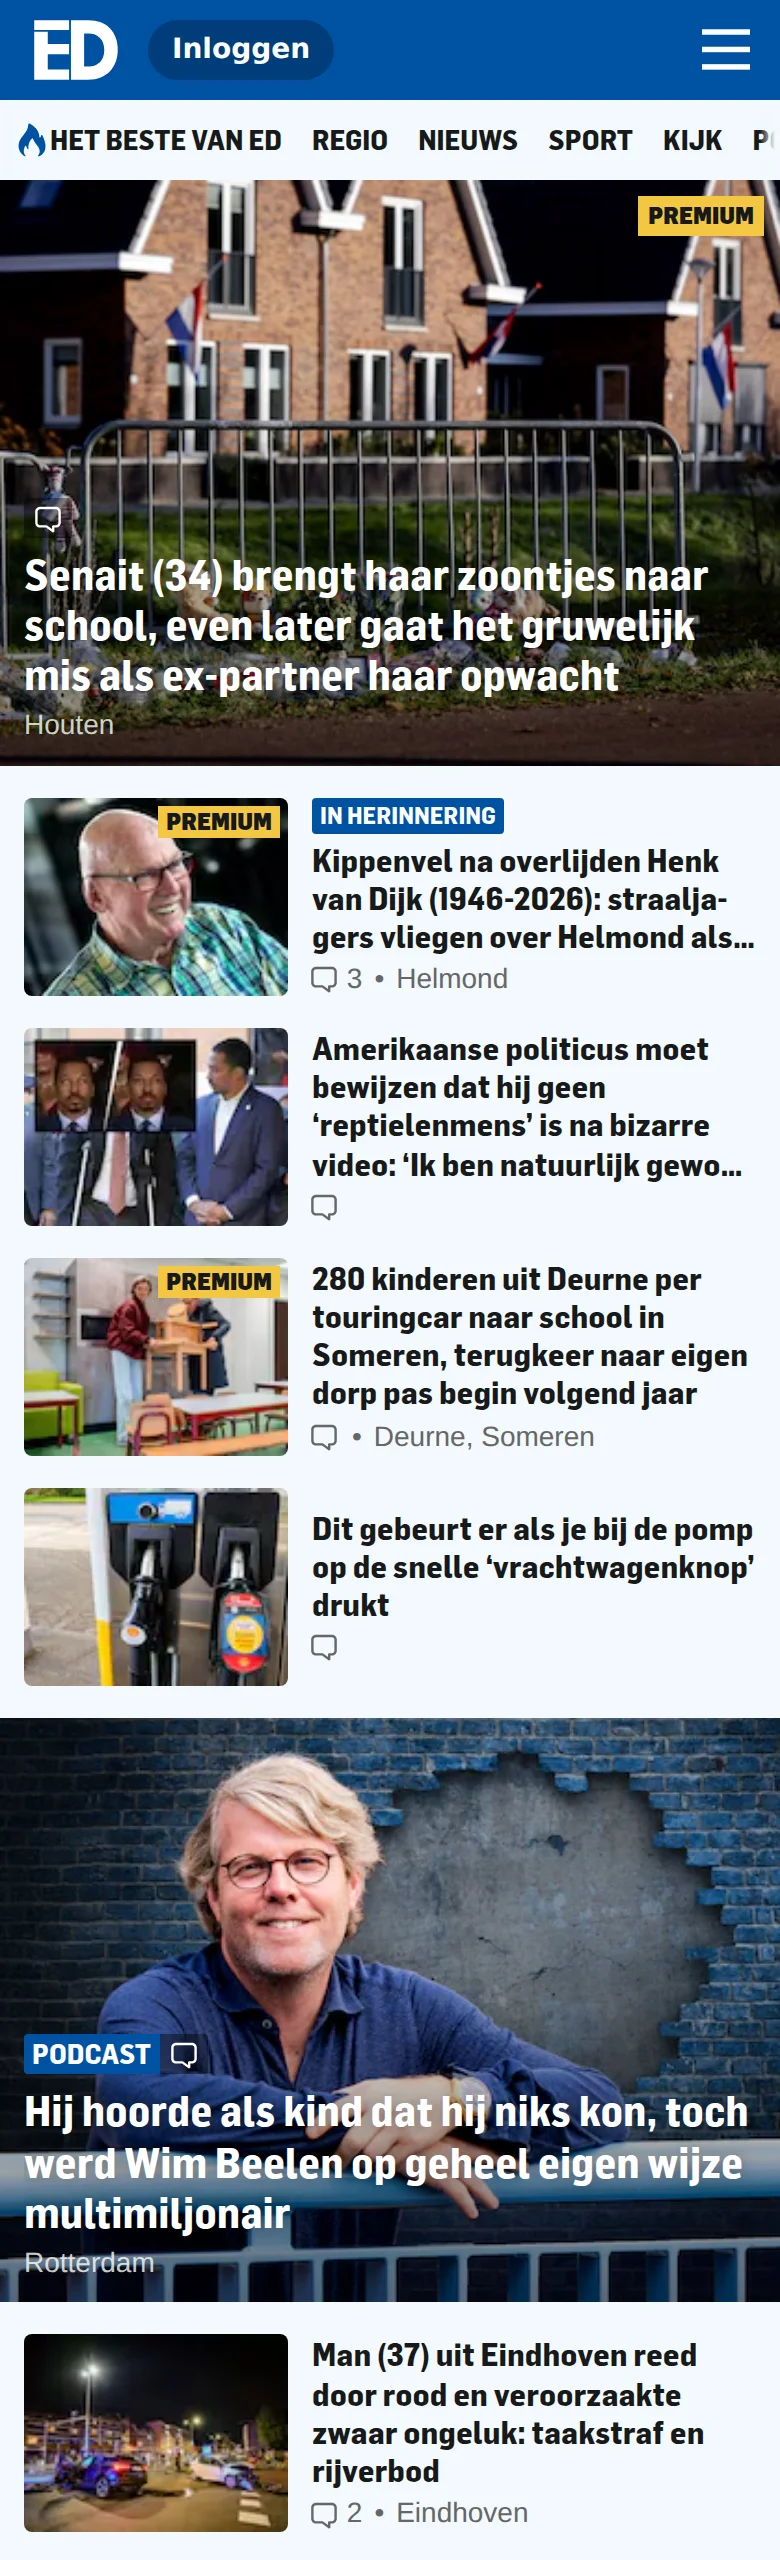 ED
Inloggen
HET BESTE VAN ED
REGIO
NIEUWS
SPORT
KIJK
PREMIUM
Senait (34) brengt haar zoontjes naar
school, even later gaat het gruwelijk
mis als ex-partner haar opwacht
Houten
PREMIUM
IN HERINNERING
Kippenvel na overlijden Henk
van Dijk (1946-2026): straalja-
gers vliegen over Helmond als...
3 • Helmond
Amerikaanse politicus moet
bewijzen dat hij geen
‘reptielenmens’ is na bizarre
video: ‘Ik ben natuurlijk gewo...
PREMIUM
280 kinderen uit Deurne per
touringcar naar school in
Someren, terugkeer naar eigen
dorp pas begin volgend jaar
• Deurne, Someren
Dit gebeurt er als je bij de pomp
op de snelle ‘vrachtwagenknop’
drukt
PODCAST
Hij hoorde als kind dat hij niks kon, toch
werd Wim Beelen op geheel eigen wijze
multimiljonair
Rotterdam
Man (37) uit Eindhoven reed
door rood en veroorzaakte
zwaar ongeluk: taakstraf en
rijverbod
2 • Eindhoven